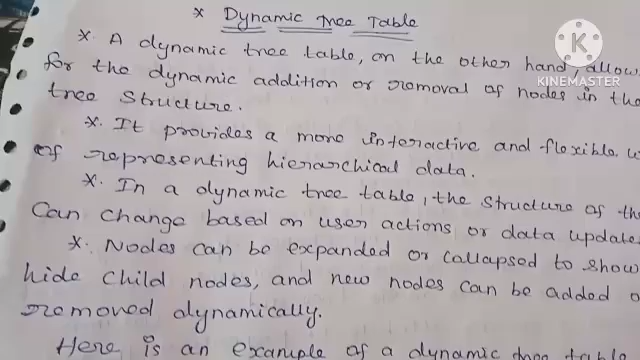 * Dynamic Tree Table
*. A dynamic tree table, on the other hand, allow
for the dynamic addition or removal of nodes in the
tree structure.
*. It provides a more interactive and flexible w
of representing hierarchical data.
*. In a dynamic tree table, the structure of the
Can change based on user actions or data update
*. Nodes can be expanded or collapsed to show
hide child nodes, and new nodes can be added o
removed dynamically.
Here is an example of a dynamic tree table
KINEMASTER